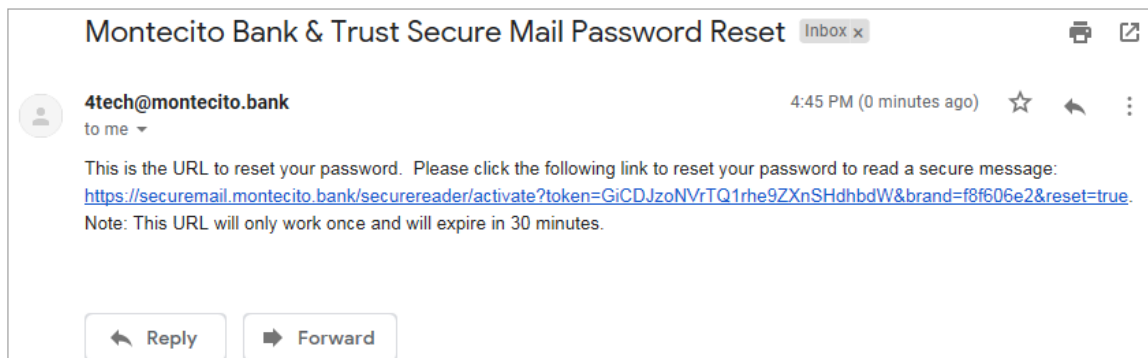 Montecito Bank & Trust Secure Mail Password Reset Inbox x
4tech@montecito.bank 4:45 PM (0 minutes ago)
to me
This is the URL to reset your password. Please click the following link to reset your password to read a secure message:
https://securemail.montecito.bank/securereader/activate?token=GiCDJzoNVrTQ1rhe9ZXnSHdhbdW&brand=f8f606e2&reset=true.
Note: This URL will only work once and will expire in 30 minutes.
Reply Forward